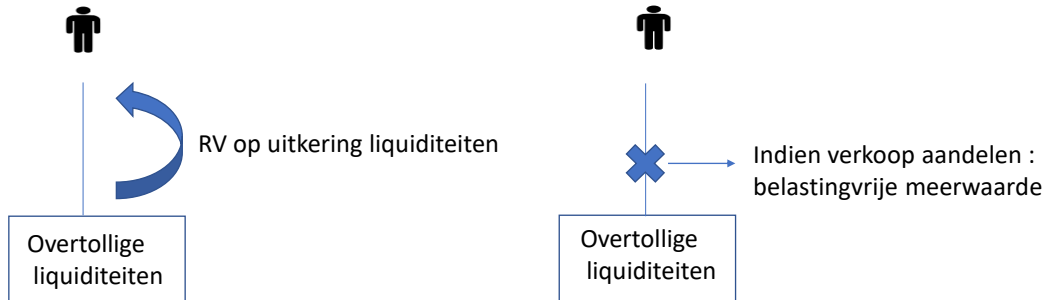 RV op uitkering liquiditeiten
Overtollige
liquiditeiten
Indien verkoop aandelen :
belastingvrije meerwaarde
Overtollige
liquiditeiten